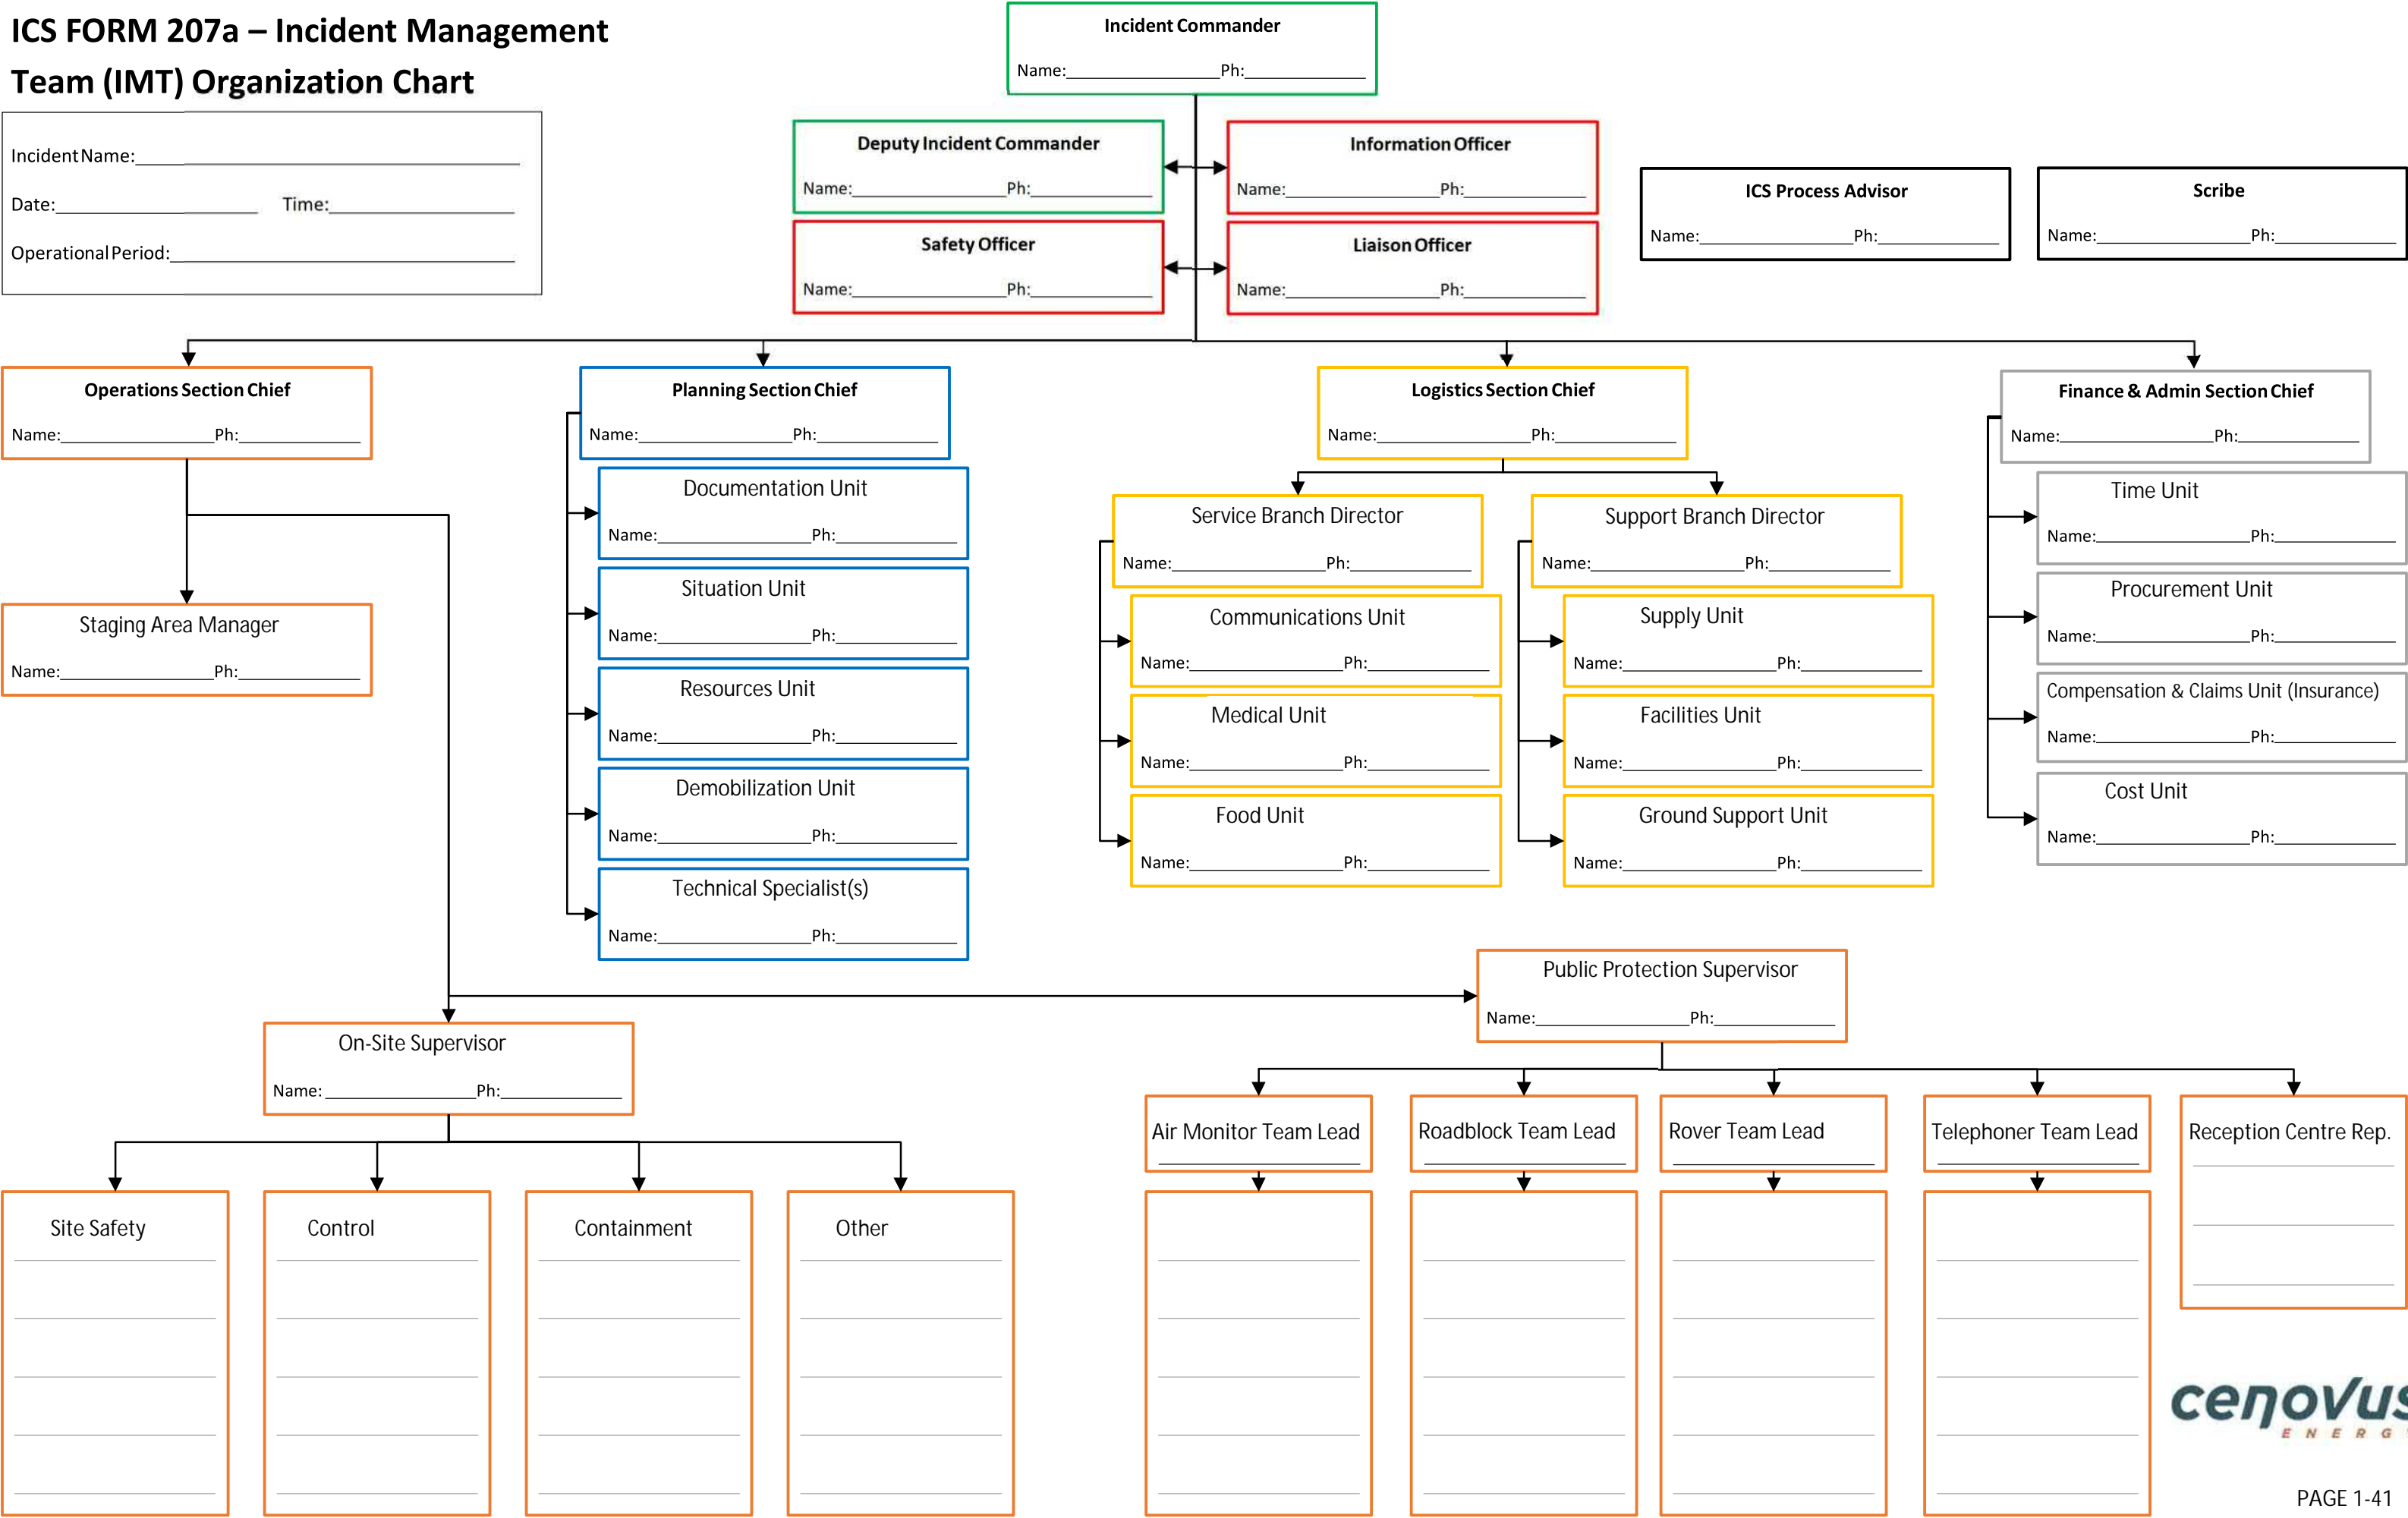 ICS FORM 207a – Incident Management
Team (IMT) Organization Chart
Incident Name:
Date: Time:
Operational Period:
Incident Commander
Name: Ph:
Deputy Incident Commander
Name: Ph:
Information Officer
Name: Ph:
Safety Officer
Name: Ph:
Liaison Officer
Name: Ph:
ICS Process Advisor
Name: Ph:
Scribe
Name: Ph:
Operations Section Chief
Name: Ph:
Staging Area Manager
Name: Ph:
Planning Section Chief
Name: Ph:
Documentation Unit
Name: Ph:
Situation Unit
Name: Ph:
Resources Unit
Name: Ph:
Demobilization Unit
Name: Ph:
Technical Specialist(s)
Name: Ph:
Logistics Section Chief
Name: Ph:
Service Branch Director
Name: Ph:
Communications Unit
Name: Ph:
Medical Unit
Name: Ph:
Food Unit
Name: Ph:
Support Branch Director
Name: Ph:
Supply Unit
Name: Ph:
Facilities Unit
Name: Ph:
Ground Support Unit
Name: Ph:
Finance & Admin Section Chief
Name: Ph:
Time Unit
Name: Ph:
Procurement Unit
Name: Ph:
Compensation & Claims Unit (Insurance)
Name: Ph:
Cost Unit
Name: Ph:
On-Site Supervisor
Name: Ph:
Site Safety
Control
Containment
Other
Public Protection Supervisor
Name: Ph:
Air Monitor Team Lead
Roadblock Team Lead
Rover Team Lead
Telephoner Team Lead
Reception Centre Rep.
cenovus
ENERG
PAGE 1-41